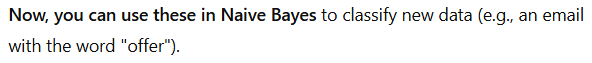 Now, you can use these in Naive Bayes to classify new data (e.g., an email
with the word "offer").